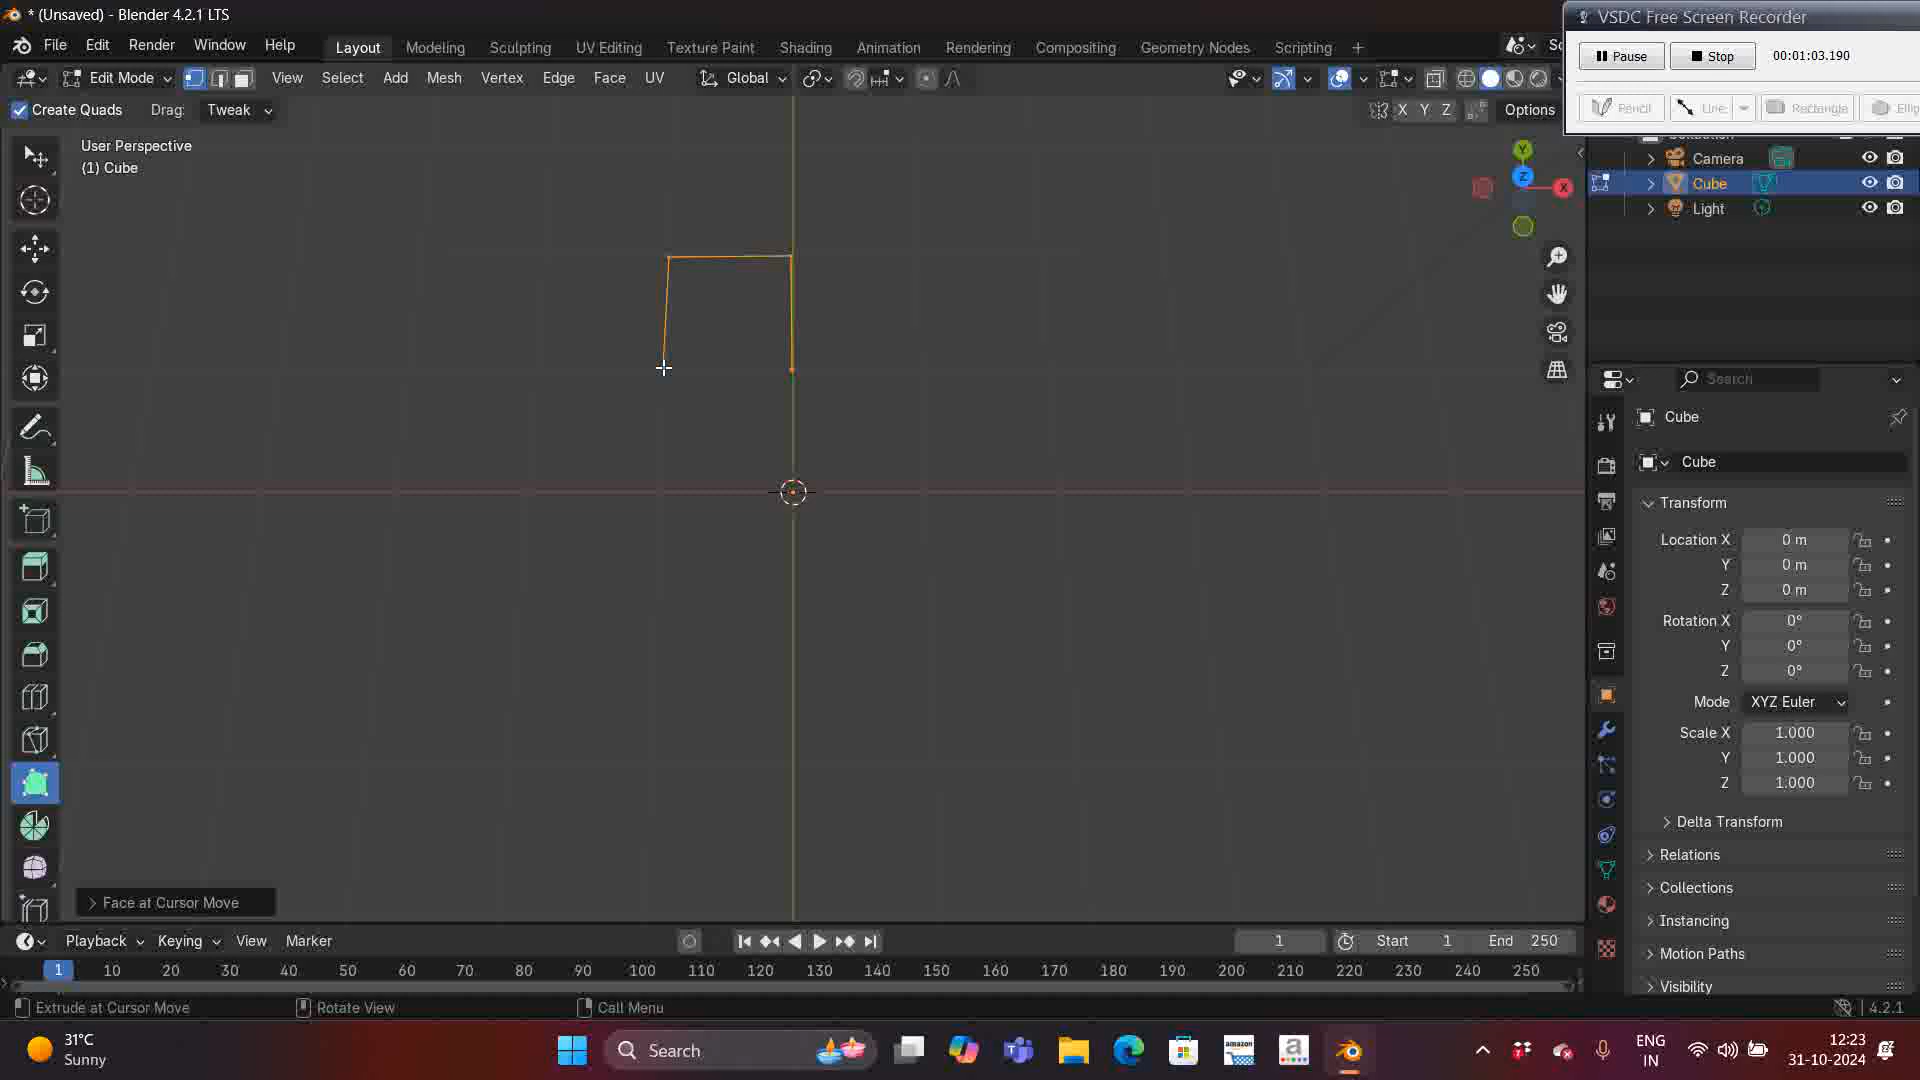 * (Unsaved) - Blender 4.2.1 LTS
VSDC Free Screen Recorder
File Edit Render Window Help Layout Modeling Sculpting UV Editing Texture Paint Shading Animation Rendering Compositing Geometry Nodes Scripting +
Pause Stop 00:01:03.190
Edit Mode View Select Add Mesh Vertex Edge Face UV Global
Create Quads Drag: Tweak X Y Z Options
Pencil Line Rectangle
User Perspective
(1) Cube
Y
Z X
Camera
Cube
Light
Search
Cube
Cube
Transform
Location X 0 m
Y 0 m
Z 0 m
Rotation X 0°
Y 0°
Z 0°
Mode XYZ Euler
Scale X 1.000
Y 1.000
Z 1.000
Delta Transform
Relations
Collections
Instancing
Motion Paths
Visibility
Face at Cursor Move
Playback Keying View Marker 1 Start 1 End 250
1 10 20 30 40 50 60 70 80 90 100 110 120 130 140 150 160 170 180 190 200 210 220 230 240 250
Extrude at Cursor Move Rotate View Call Menu 4.2.1
31°C
Sunny
Search
amazon
a
ENG
IN
12:23
31-10-2024